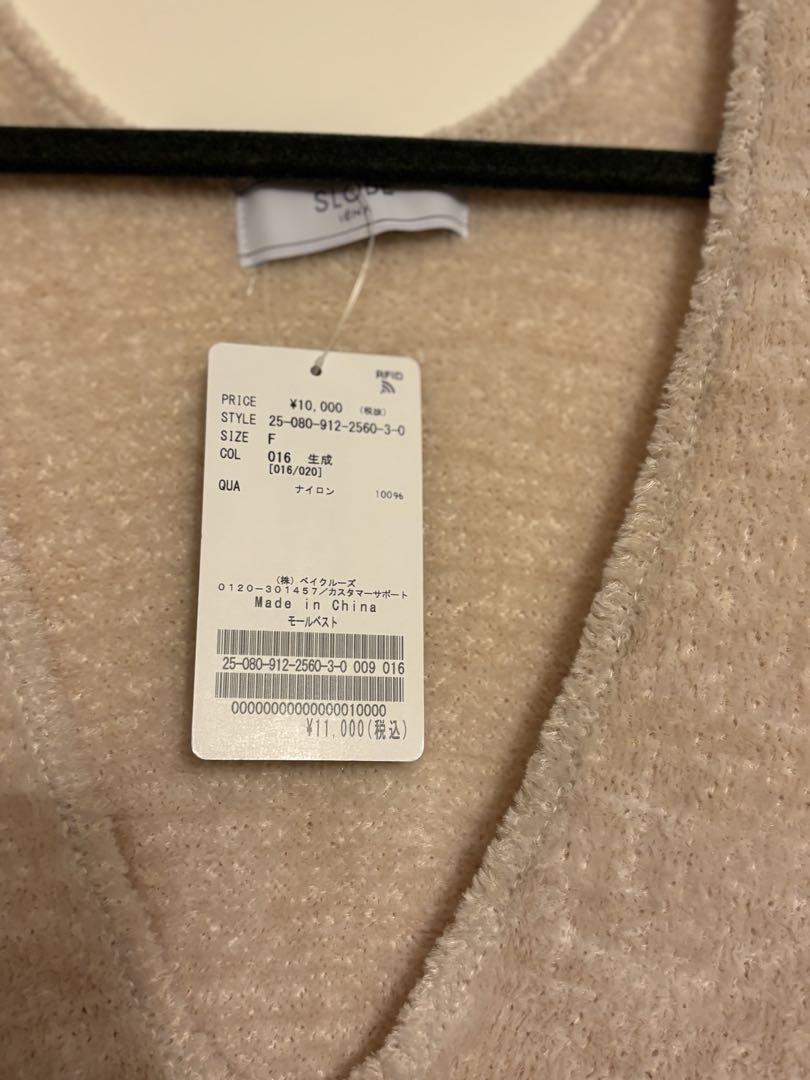 SLOBE
IENA
RFID
PRICE ¥10,000 (税抜)
STYLE 25-080-912-2560-3-0
SIZE F
COL 016 生成
[016/020]
QUA ナイロン 100%
(株) ベイクルーズ
0120-301457/カスタマーサポート
Made in China
モールベスト
25-080-912-2560-3-0 009 016
00000000000000010000
¥11,000(税込)